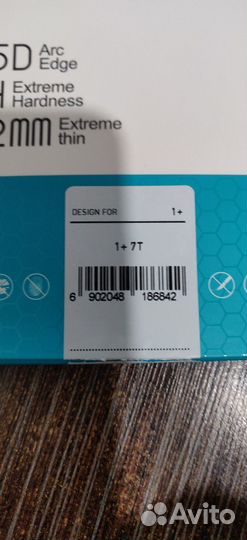 5D Arc Edge
H Extreme Hardness
2MM Extreme thin
DESIGN FOR 1+
1+ 7T
6 902048 186842
Avito